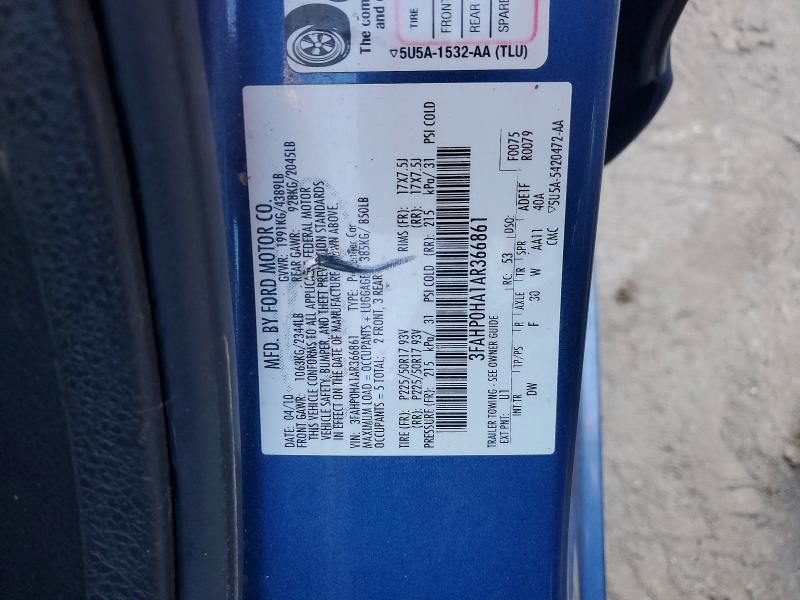 The com
and c
TIRE
FRONT
REAR
SPARE
▽5U5A-1532-AA (TLU)
MFD. BY FORD MOTOR CO.
DATE: 04/10 GVWR: 1991KG/4389LB
FRONT GAWR: 1063KG/2344LB REAR GAWR: 928KG/2045LB
THIS VEHICLE CONFORMS TO ALL APPLICABLE FEDERAL MOTOR
VEHICLE SAFETY, BUMPER, AND THEFT PREVENTION STANDARDS
IN EFFECT ON THE DATE OF MANUFACTURE SHOWN ABOVE.
VIN: 3FAHP0HA1AR366861 TYPE: Car
MAXIMUM LOAD = OCCUPANTS + LUGGAGE 385KG/ 850LB
OCCUPANTS = 5 TOTAL: 2 FRONT, 3 REAR
TIRE (FR): P225/50R17 93V RIMS (FR): 17X7.5J
(RR): P225/50R17 93V (RR): 17X7.5J
PRESSURE (FR): 215 kPa/ 31 PSI COLD (RR): 215 kPa/ 31 PSI COLD
3FAHP0HA1AR366861
TRAILER TOWING - SEE OWNER GUIDE F0075
R0079
EXT PNT: U1 RC: 53 DSO:
INT TR TP/PS R AXLE TR SPR ADE1F
DW F 30 W AA11 40A
CMC ▽5U5A-5420472-AA